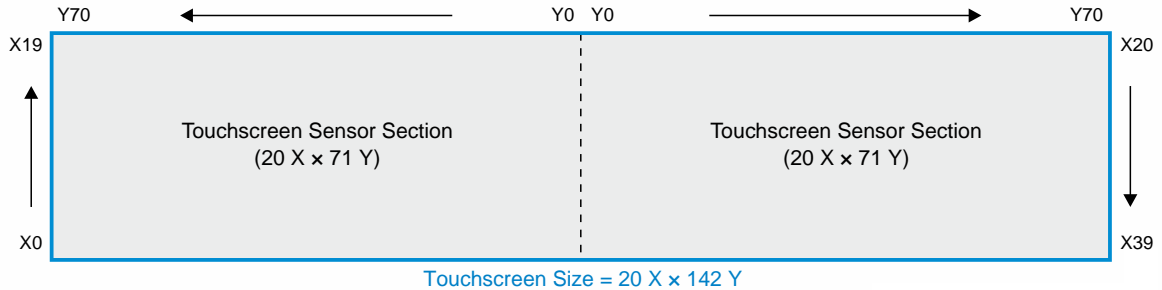 Y70 Y0 Y0 Y70
X19 X20
Touchscreen Sensor Section Touchscreen Sensor Section
(20 X × 71 Y) (20 X × 71 Y)
X0 X39
Touchscreen Size = 20 X × 142 Y